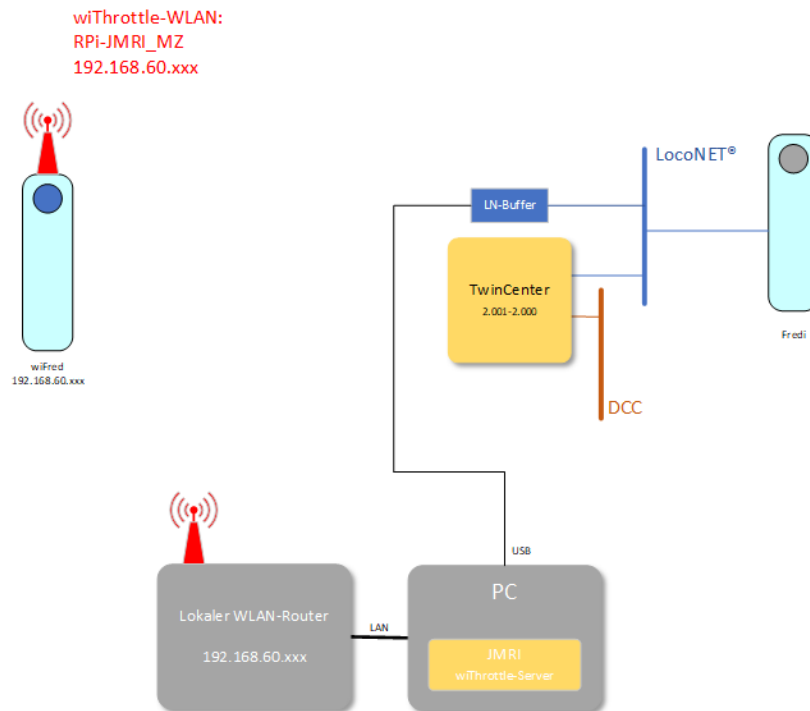 wiThrottle-WLAN:
RPi-JMRI_MZ
192.168.60.xxx
LocoNET®
LN-Buffer
TwinCenter
2.001-2.000
Fredi
wiFred
192.168.60.xxx
DCC
USB
PC
Lokaler WLAN-Router
LAN
192.168.60.xxx
JMRI
wiThrottle-Server